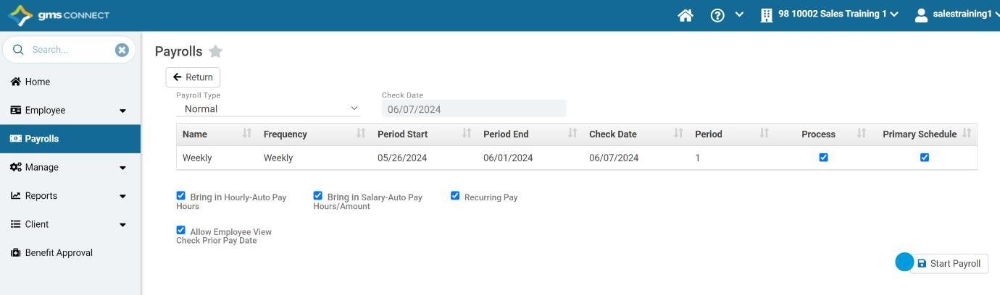 gms CONNECT
98 10002 Sales Training 1
salestraining1
Search...
Home
Employee
Payrolls
Manage
Reports
Client
Benefit Approval
Payrolls
Return
Payroll Type
Check Date
Normal
06/07/2024
Name Frequency Period Start Period End Check Date Period Process Primary Schedule
Weekly Weekly 05/26/2024 06/01/2024 06/07/2024 1
Bring in Hourly-Auto Pay
Hours
Bring in Salary-Auto Pay
Hours/Amount
Recurring Pay
Allow Employee View
Check Prior Pay Date
Start Payroll